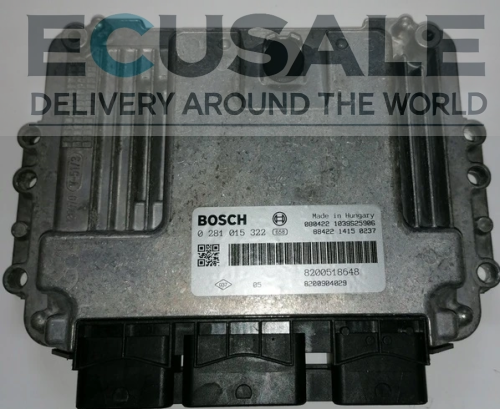 ECUSALE
DELIVERY AROUND THE WORLD
BOSCH
Made in Hungary
080422 1039S25906
0 281 015 322
88422 1415 0237
8200518648
05
8200904029